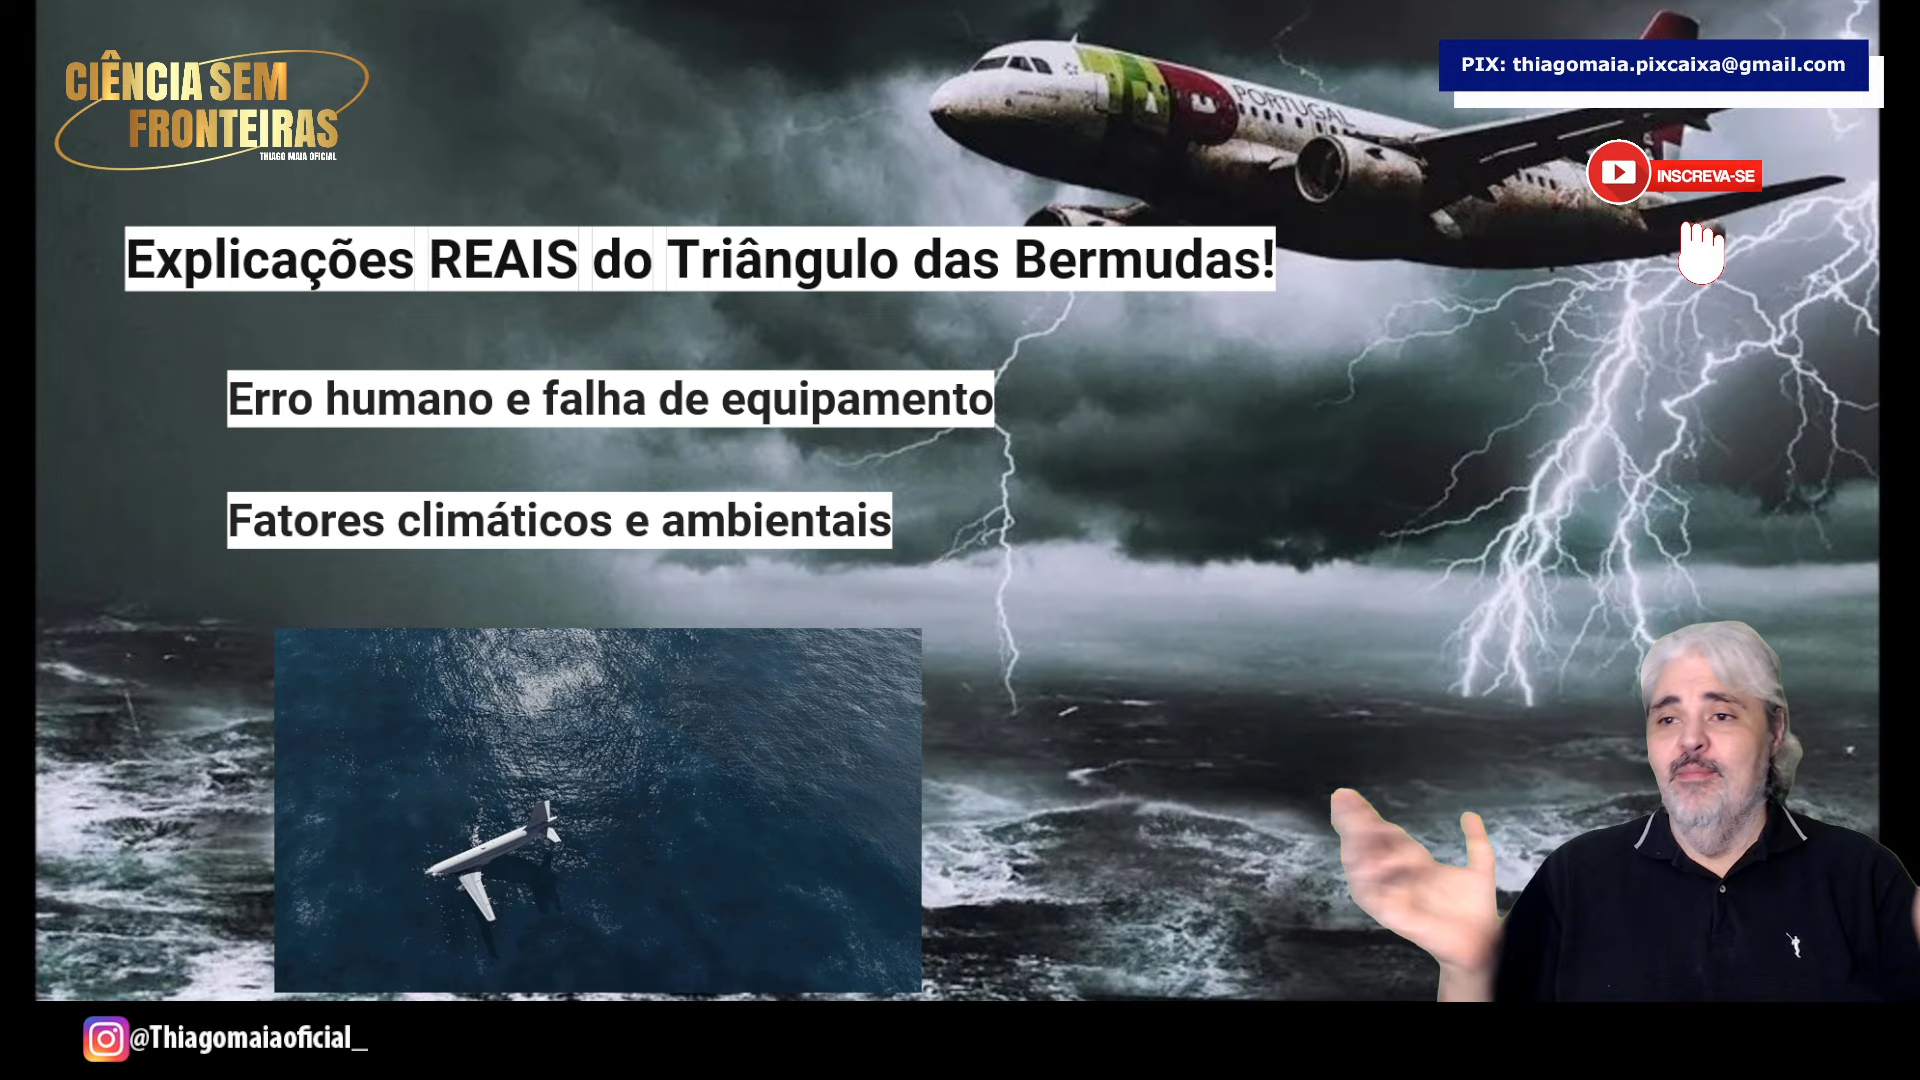 CIÊNCIA SEM
FRONTEIRAS
THIAGO MAIA OFICIAL
PIX: thiagomaia.pixcaixa@gmail.com
PORTUGAL
INSCREVA-SE
Explicações REAIS do Triângulo das Bermudas!
Erro humano e falha de equipamento
Fatores climáticos e ambientais
@Thiagomaiaoficial_